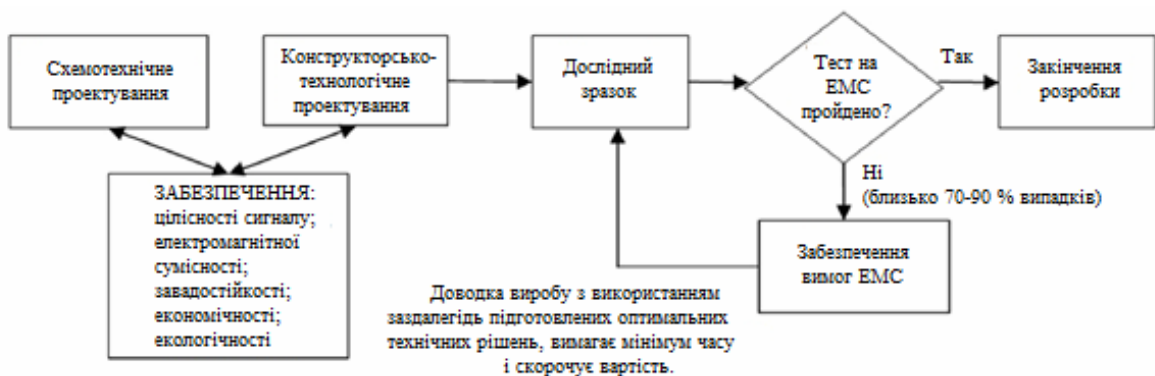 Схемотехнічне
проектування
Конструкторсько-
технологічне
проектування
Дослідний
зразок
Тест на
ЕМС
пройдено?
Так
Закінчення
розробки
ЗАБЕЗПЕЧЕННЯ:
цілісності сигналу;
електромагнітної
сумісності;
завадостійкості;
економічності;
екологічності
Ні
(близько 70-90 % випадків)
Забезпечення
вимог ЕМС
Доводка виробу з використанням
заздалегідь підготовлених оптимальних
технічних рішень, вимагає мінімум часу
і скорочує вартість.